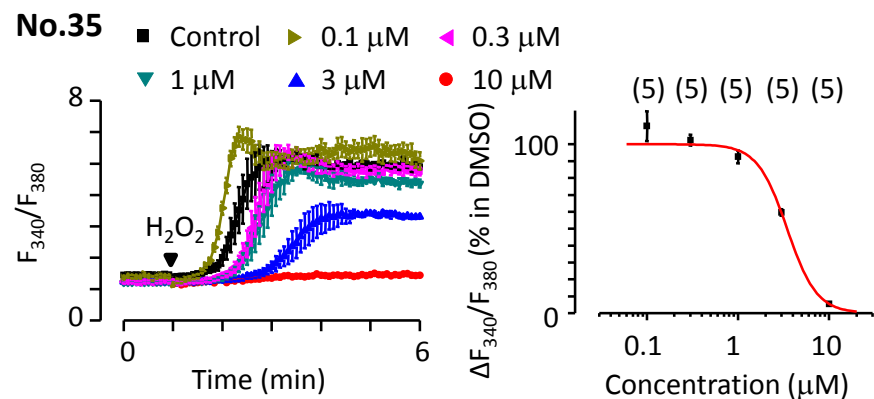 No.35
Control 0.1 μM 0.3 μM
1 μM 3 μM 10 μM
8
F340/F380
H2O2
0
0 6
Time (min)
(5) (5) (5) (5) (5)
100
ΔF340/F380 (% in DMSO)
0
0.1 1 10
Concentration (μM)